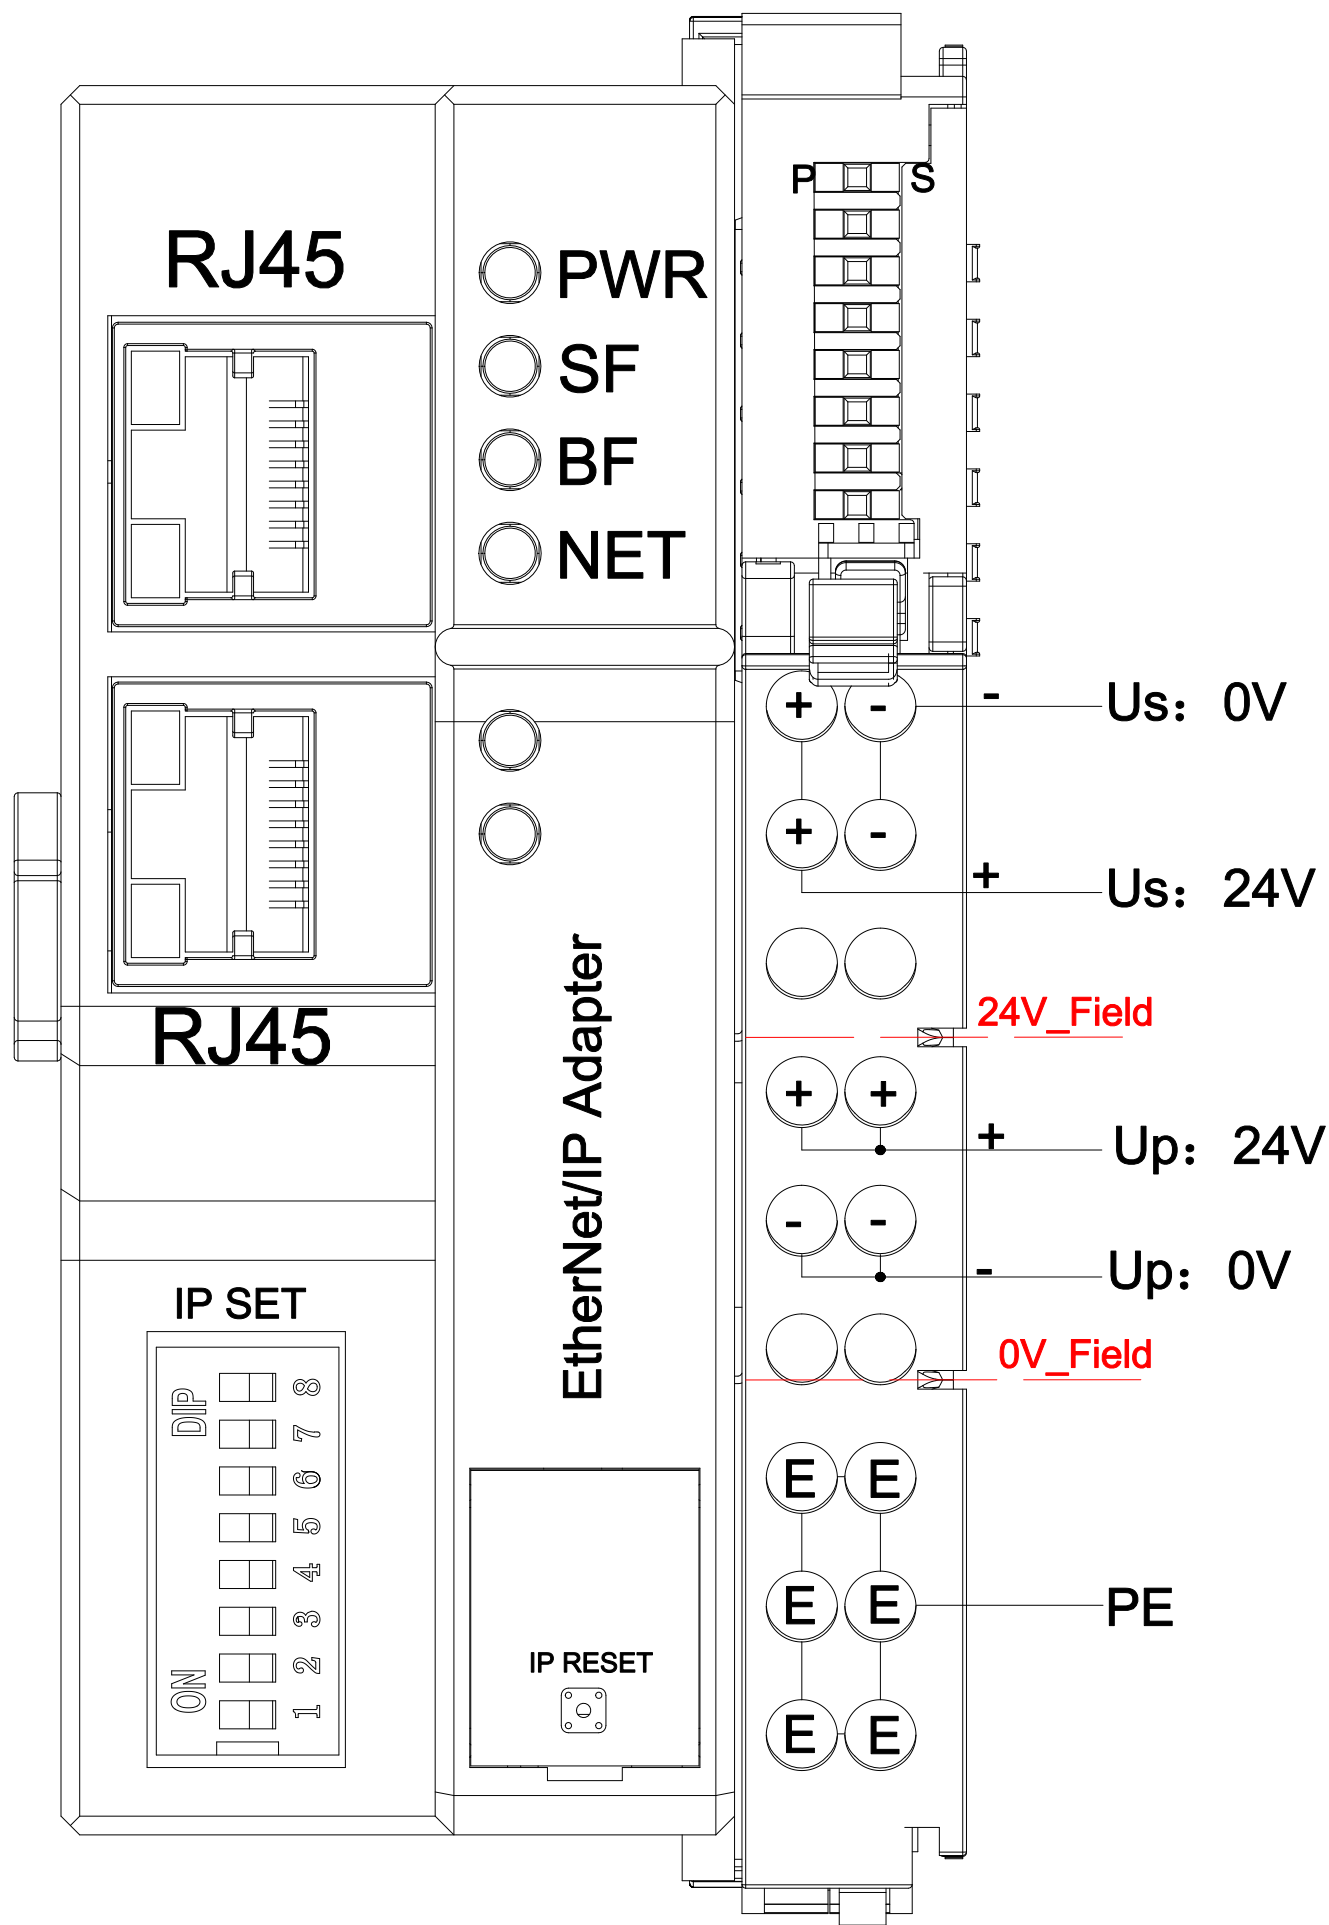 P S
RJ45
PWR
SF
BF
NET
+ - - Us：0V
+ - + Us：24V
RJ45
EtherNet/IP Adapter
24V_Field
+ + + Up：24V
- - - Up：0V
0V_Field
IP SET
DIP
ON
8
7
6
5
4
3
2
1
IP RESET
E E
E E PE
E E